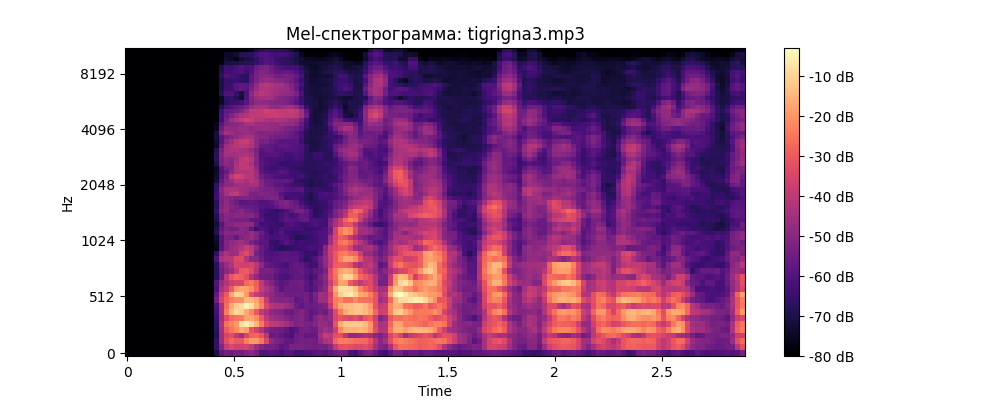 Mel-спектрограмма: tigrigna3.mp3
8192
4096
2048
1024
512
0
Hz
0
0.5
1
1.5
2
2.5
Time
-10 dB
-20 dB
-30 dB
-40 dB
-50 dB
-60 dB
-70 dB
-80 dB